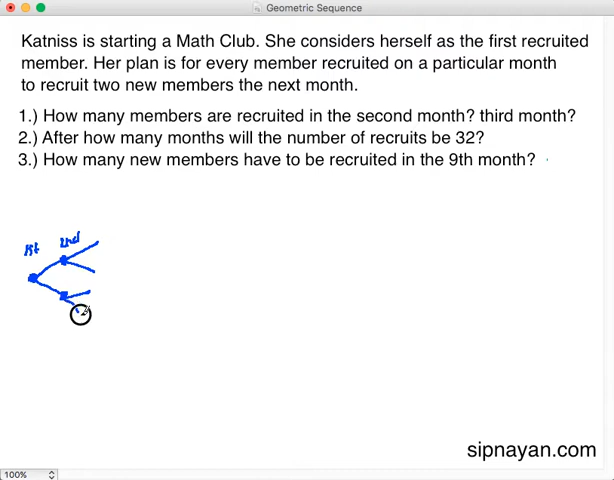 Geometric Sequence
Katniss is starting a Math Club. She considers herself as the first recruited
member. Her plan is for every member recruited on a particular month
to recruit two new members the next month.
1.) How many members are recruited in the second month? third month?
2.) After how many months will the number of recruits be 32?
3.) How many new members have to be recruited in the 9th month?
1st 2nd
sipnayan.com
100%